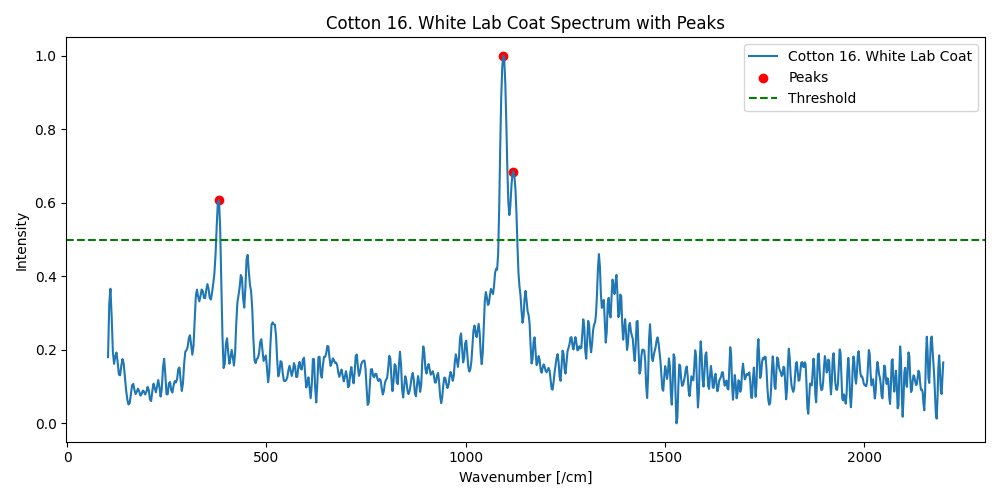 Cotton 16. White Lab Coat Spectrum with Peaks
Cotton 16. White Lab Coat
Peaks
Threshold
1.0
0.8
0.6
0.4
0.2
0.0
Intensity
0
500
1000
1500
2000
Wavenumber [/cm]